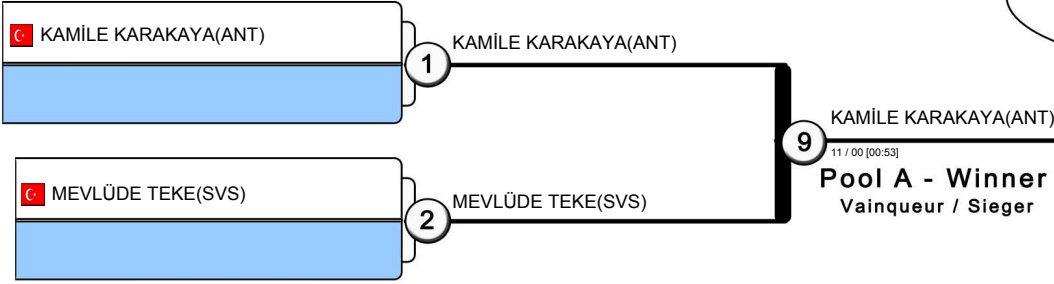 KAMİLE KARAKAYA(ANT)
1
KAMİLE KARAKAYA(ANT)
9
KAMİLE KARAKAYA(ANT)
11 / 00 [00:53]
Pool A - Winner
Vainqueur / Sieger
MEVLÜDE TEKE(SVS)
2
MEVLÜDE TEKE(SVS)